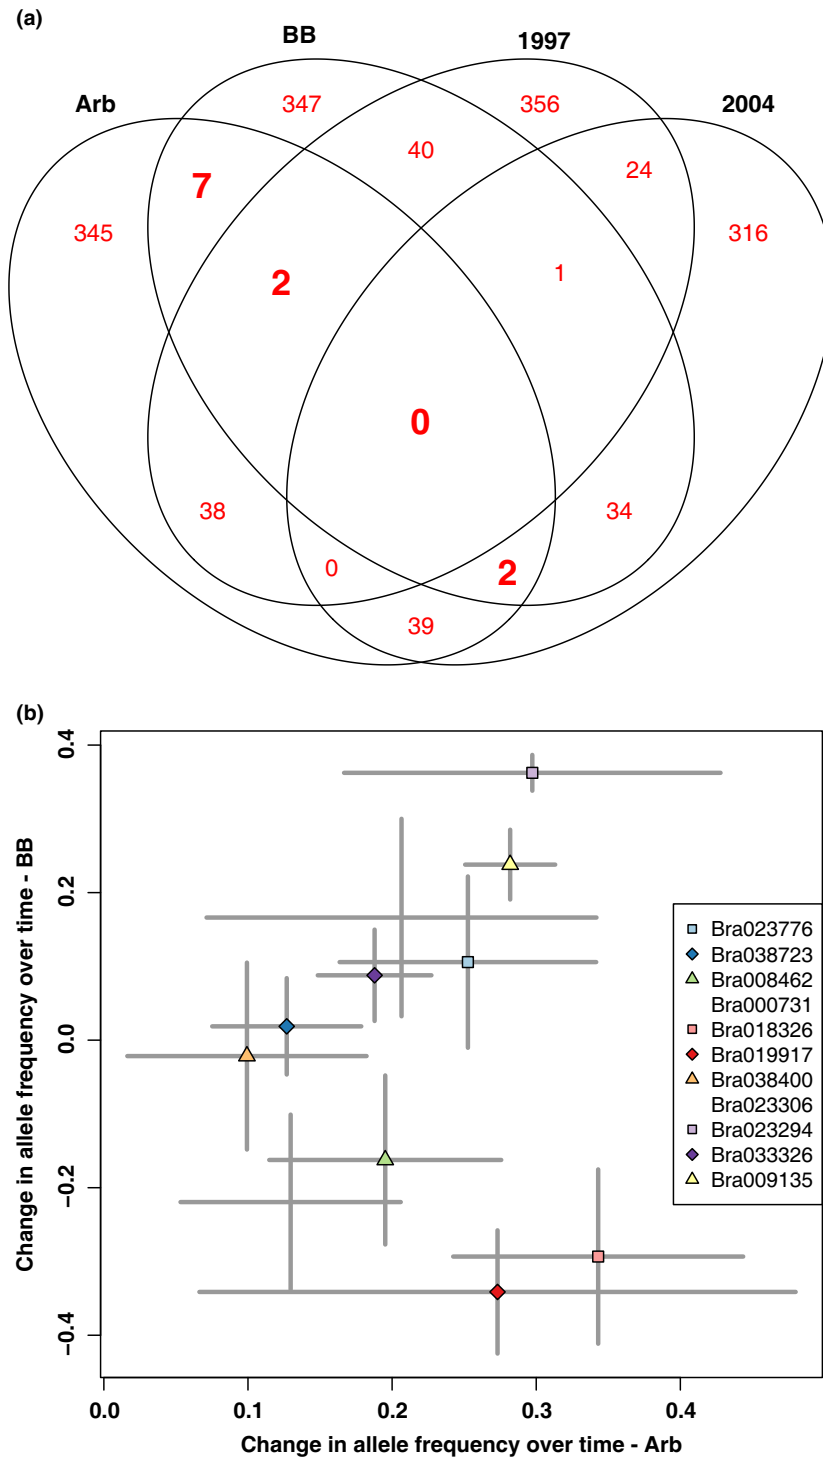 (a)
BB
1997
Arb
2004
347
356
40
24
7
345
316
2
1
0
38
34
0
2
39
(b)
0.4
0.2
0.0
−0.2
−0.4
Change in allele frequency over time - BB
Bra023776
Bra038723
Bra008462
Bra000731
Bra018326
Bra019917
Bra038400
Bra023306
Bra023294
Bra033326
Bra009135
0.0
0.1
0.2
0.3
0.4
Change in allele frequency over time - Arb